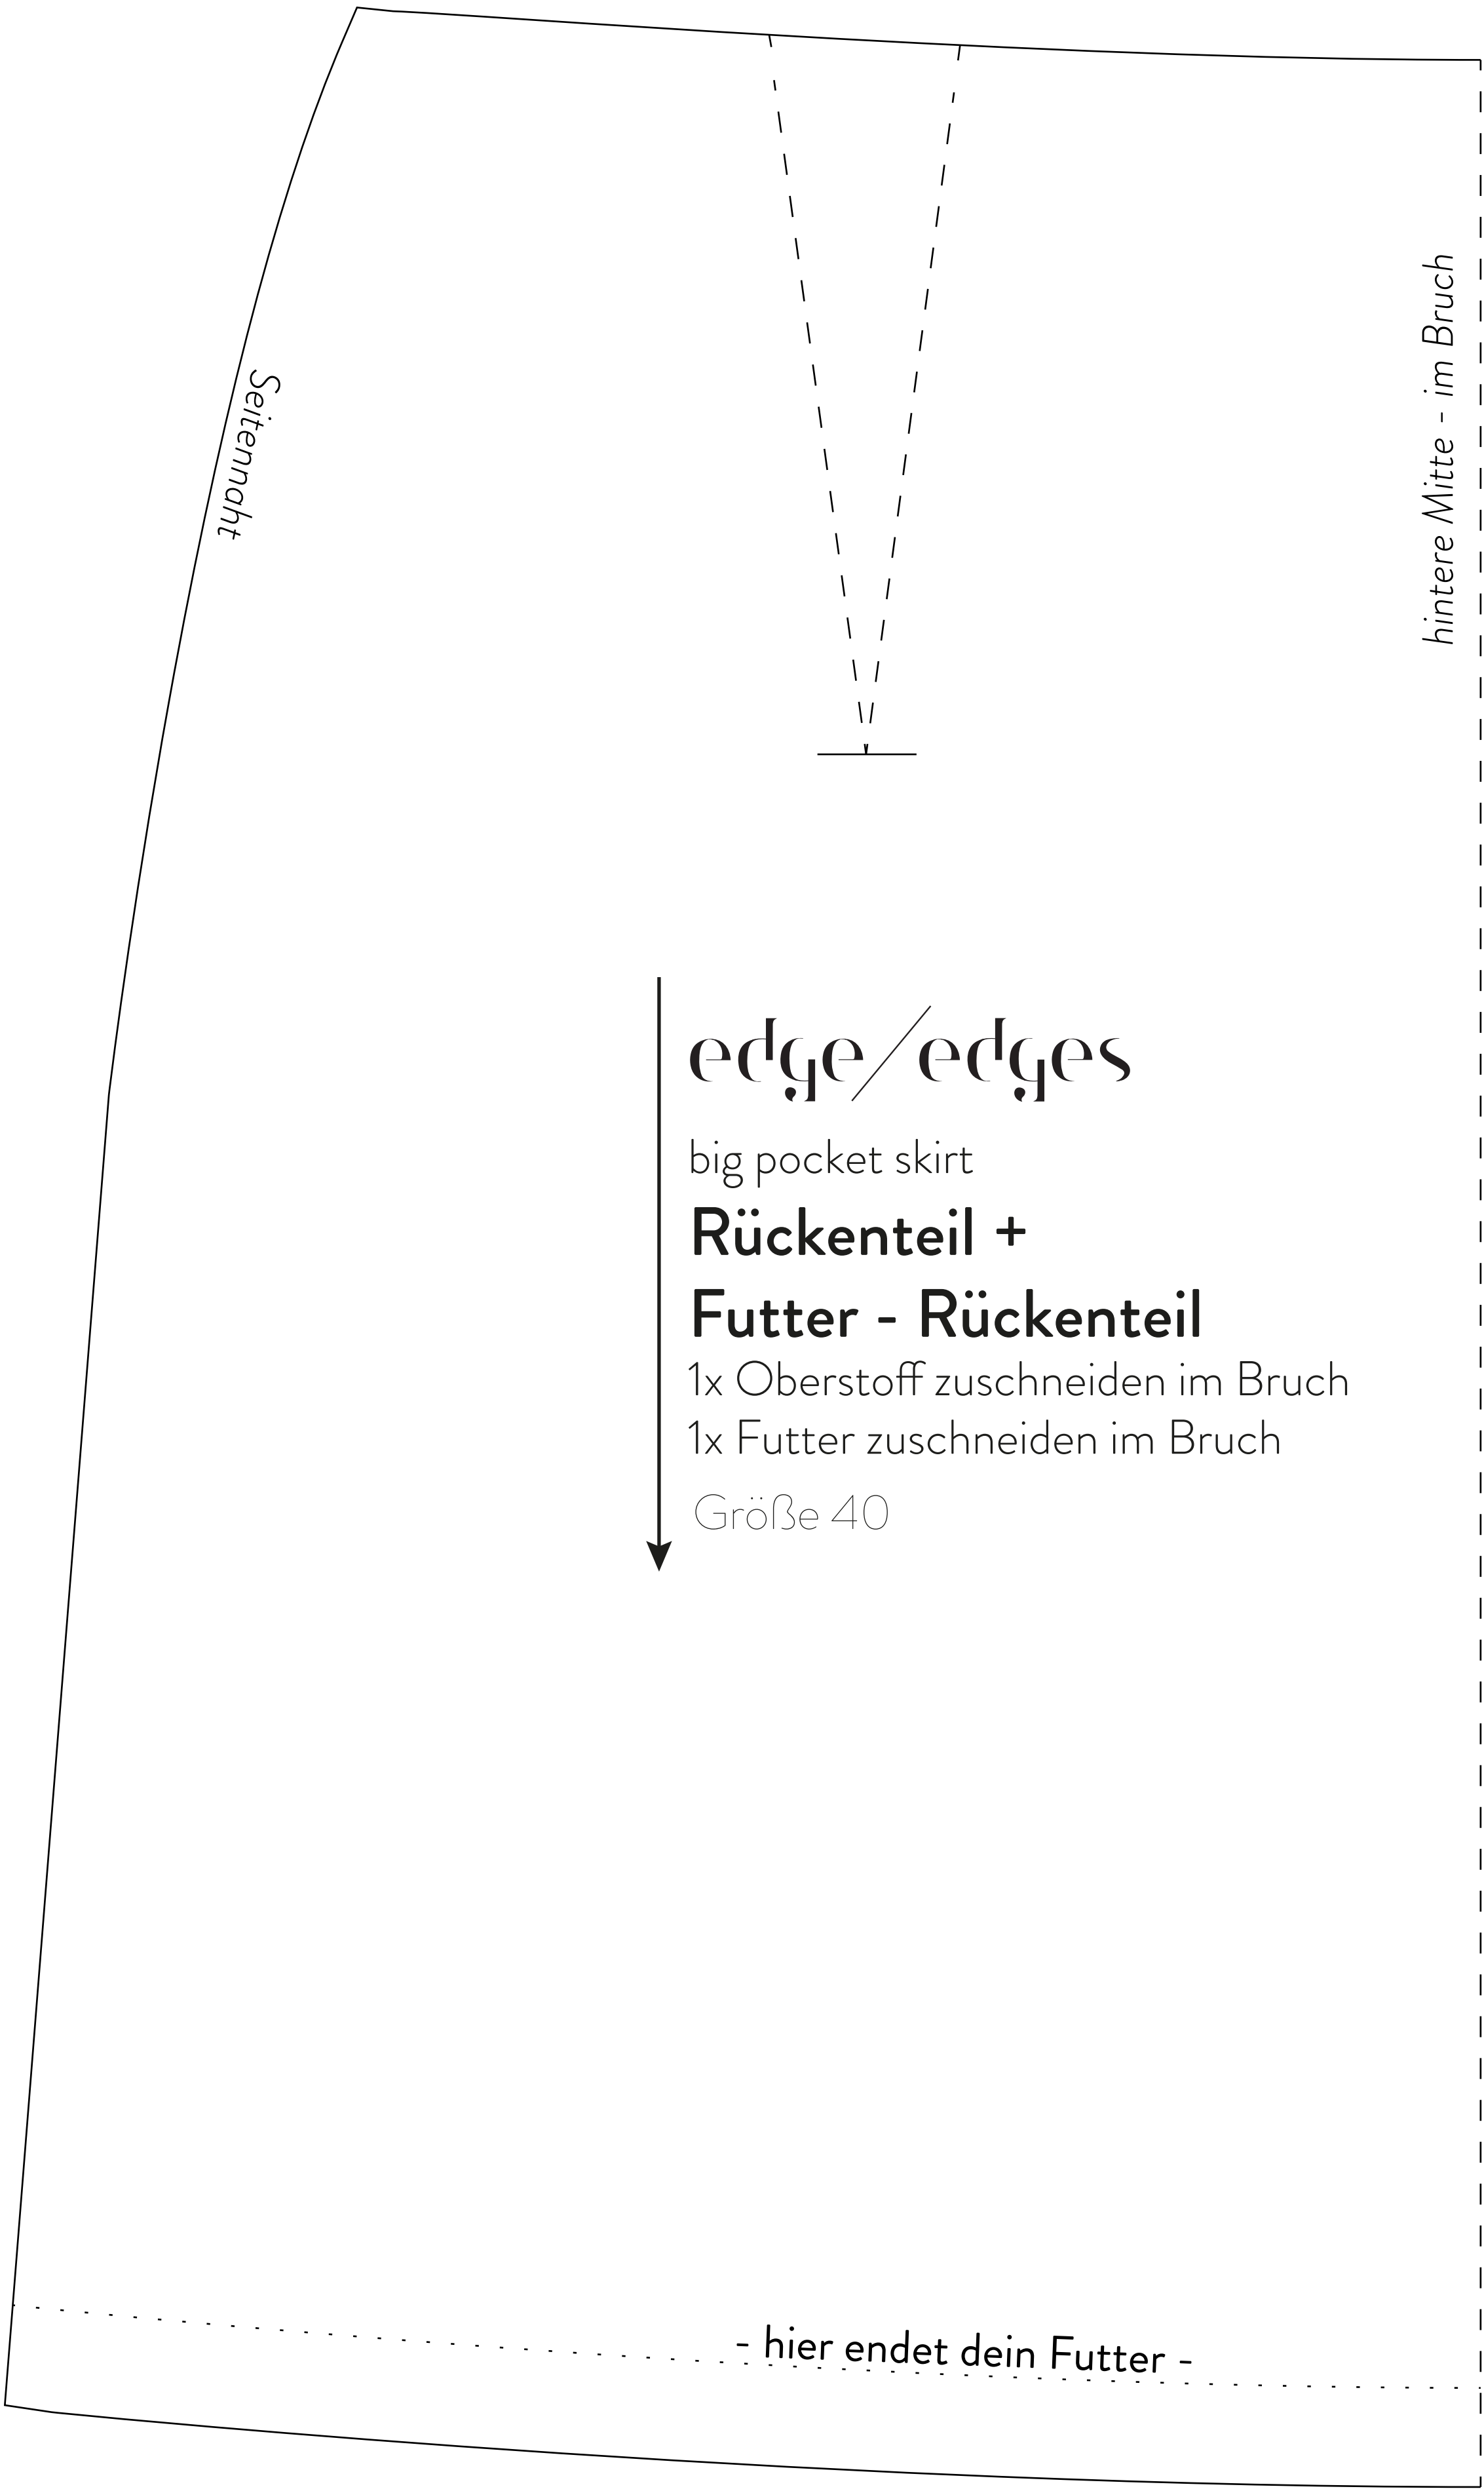 Seitennaht
hintere Mitte - im Bruch
edge/edges
big pocket skirt
Rückenteil +
Futter - Rückenteil
1x Oberstoff zuschneiden im Bruch
1x Futter zuschneiden im Bruch
Größe 40
- hier endet dein Futter -